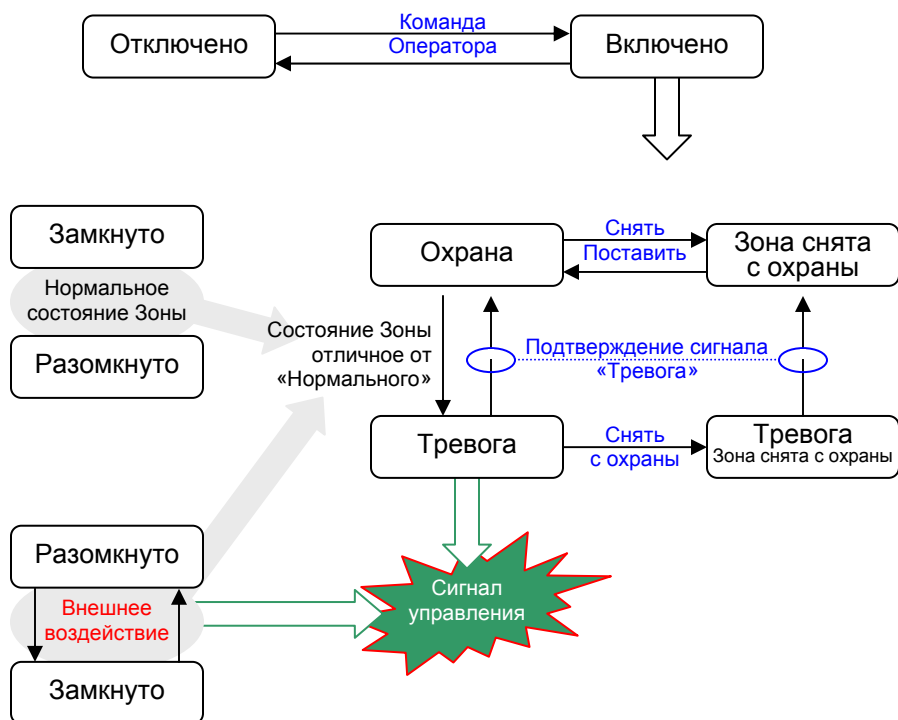 Отключено
Команда
Оператора
Включено
Замкнуто
Нормальное
состояние Зоны
Разомкнуто
Охрана
Снять
Поставить
Зона снята
с охраны
Состояние Зоны
отличное от
«Нормального»
Подтверждение сигнала
«Тревога»
Тревога
Снять
с охраны
Тревога
Зона снята с охраны
Разомкнуто
Внешнее
воздействие
Замкнуто
Сигнал
управления